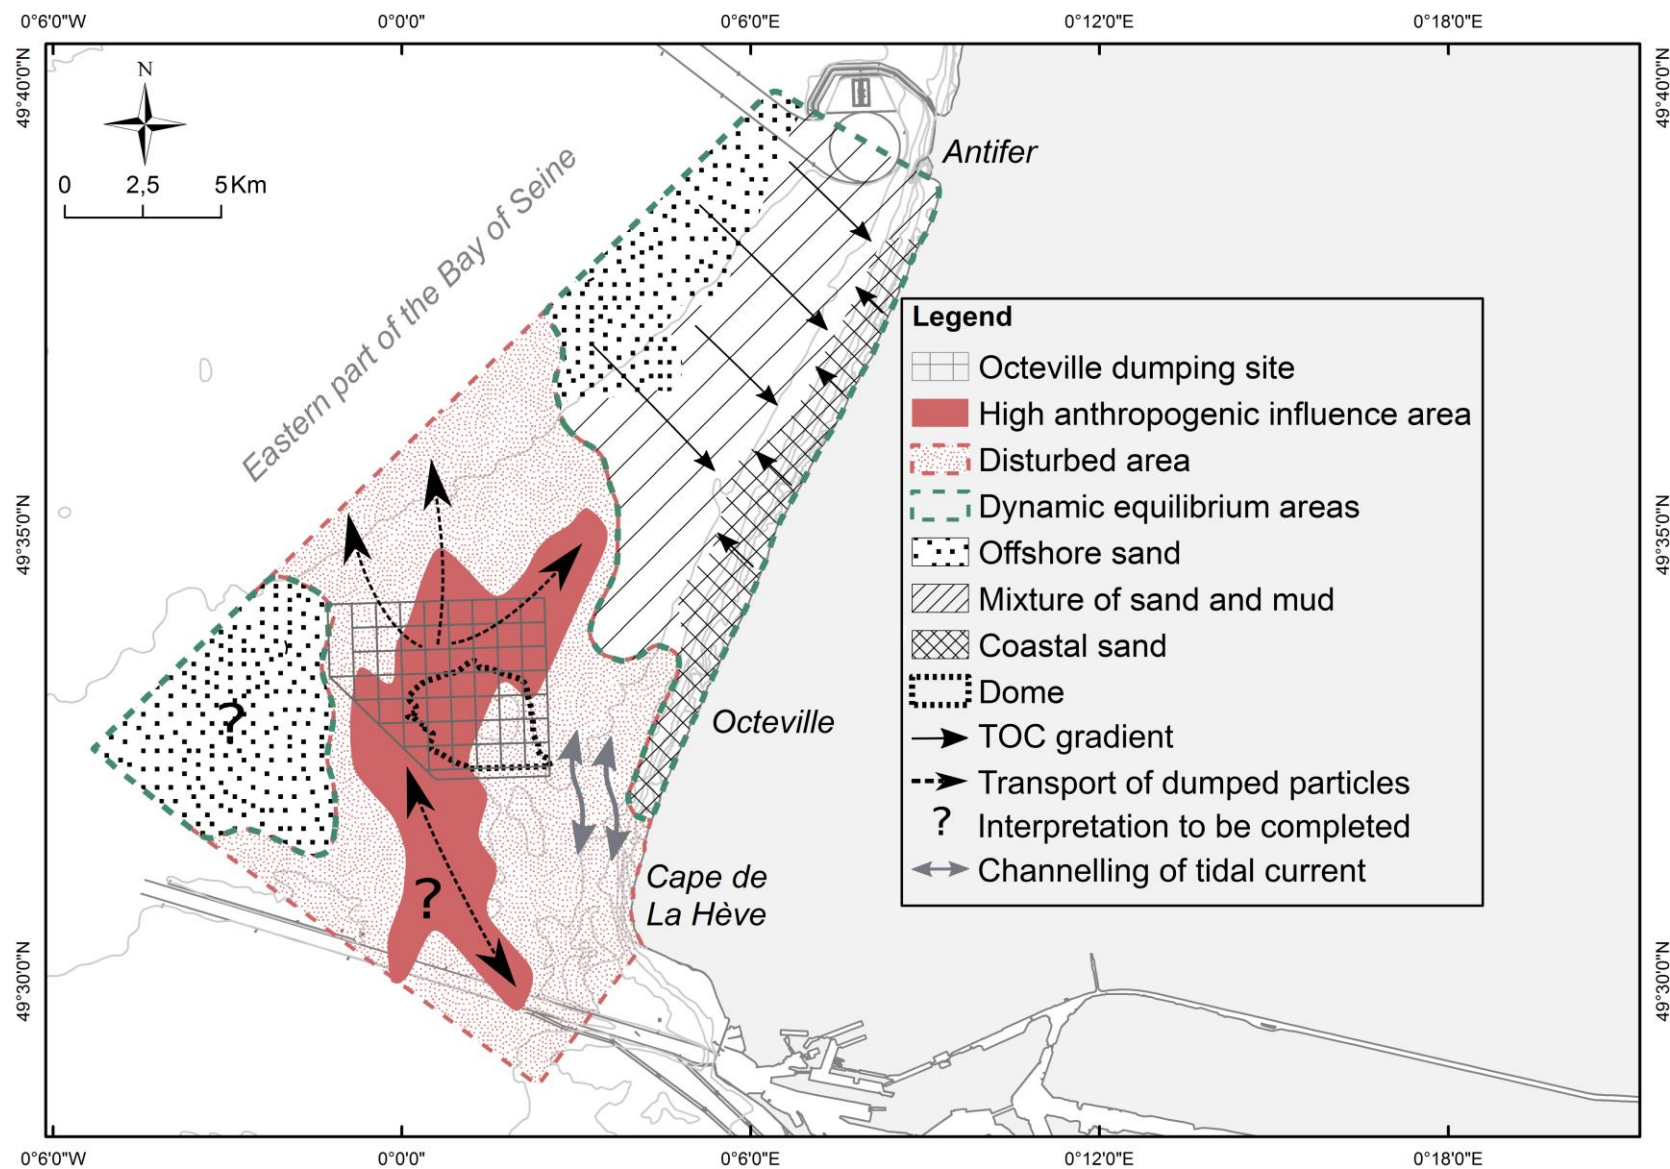 0°6'0"W 0°0'0" 0°6'0"E 0°12'0"E 0°18'0"E
49°40'0"N
49°40'0"N
N
0 2,5 5Km
Antifer
Eastern part of the Bay of Seine
Legend
Octeville dumping site
High anthropogenic influence area
Disturbed area
Dynamic equilibrium areas
Offshore sand
Mixture of sand and mud
Coastal sand
Dome
TOC gradient
Transport of dumped particles
? Interpretation to be completed
Channelling of tidal current
49°35'0"N
49°35'0"N
?
Octeville
?
Cape de
La Hève
49°30'0"N
49°30'0"N
0°6'0"W 0°0'0" 0°6'0"E 0°12'0"E 0°18'0"E